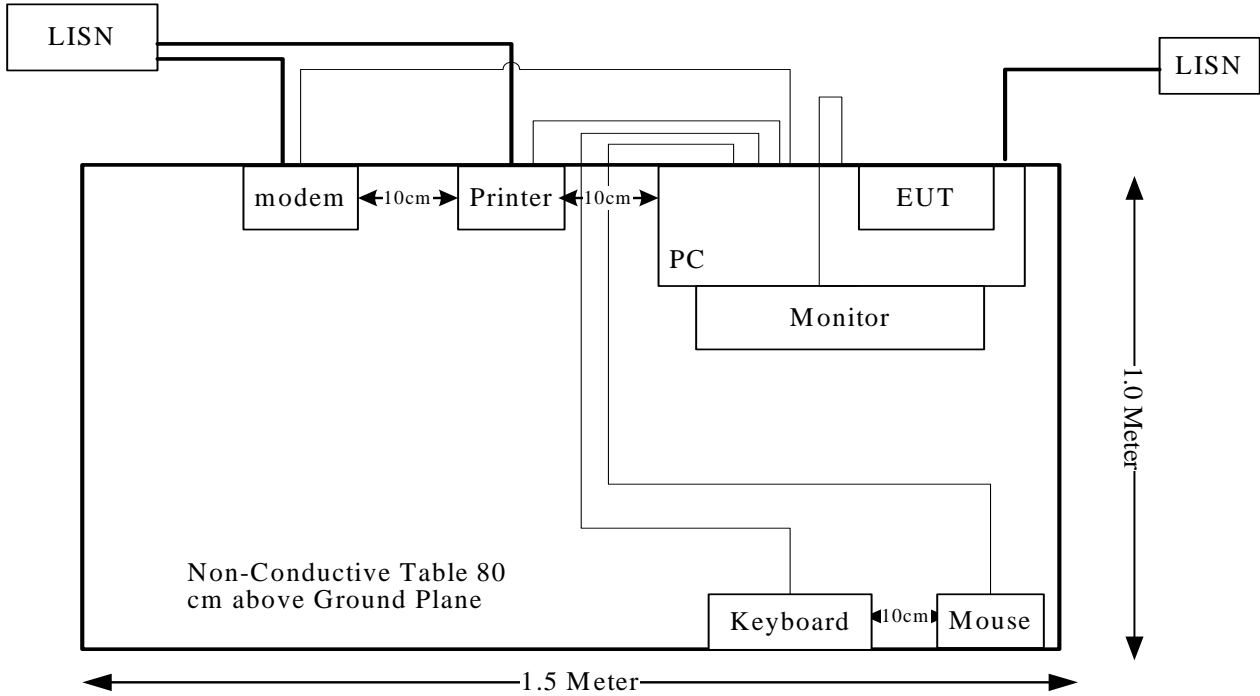 LISN
LISN
modem
10cm
Printer
10cm
EUT
PC
Monitor
1.0 Meter
Non-Conductive Table 80
cm above Ground Plane
Keyboard
10cm
Mouse
1.5 Meter